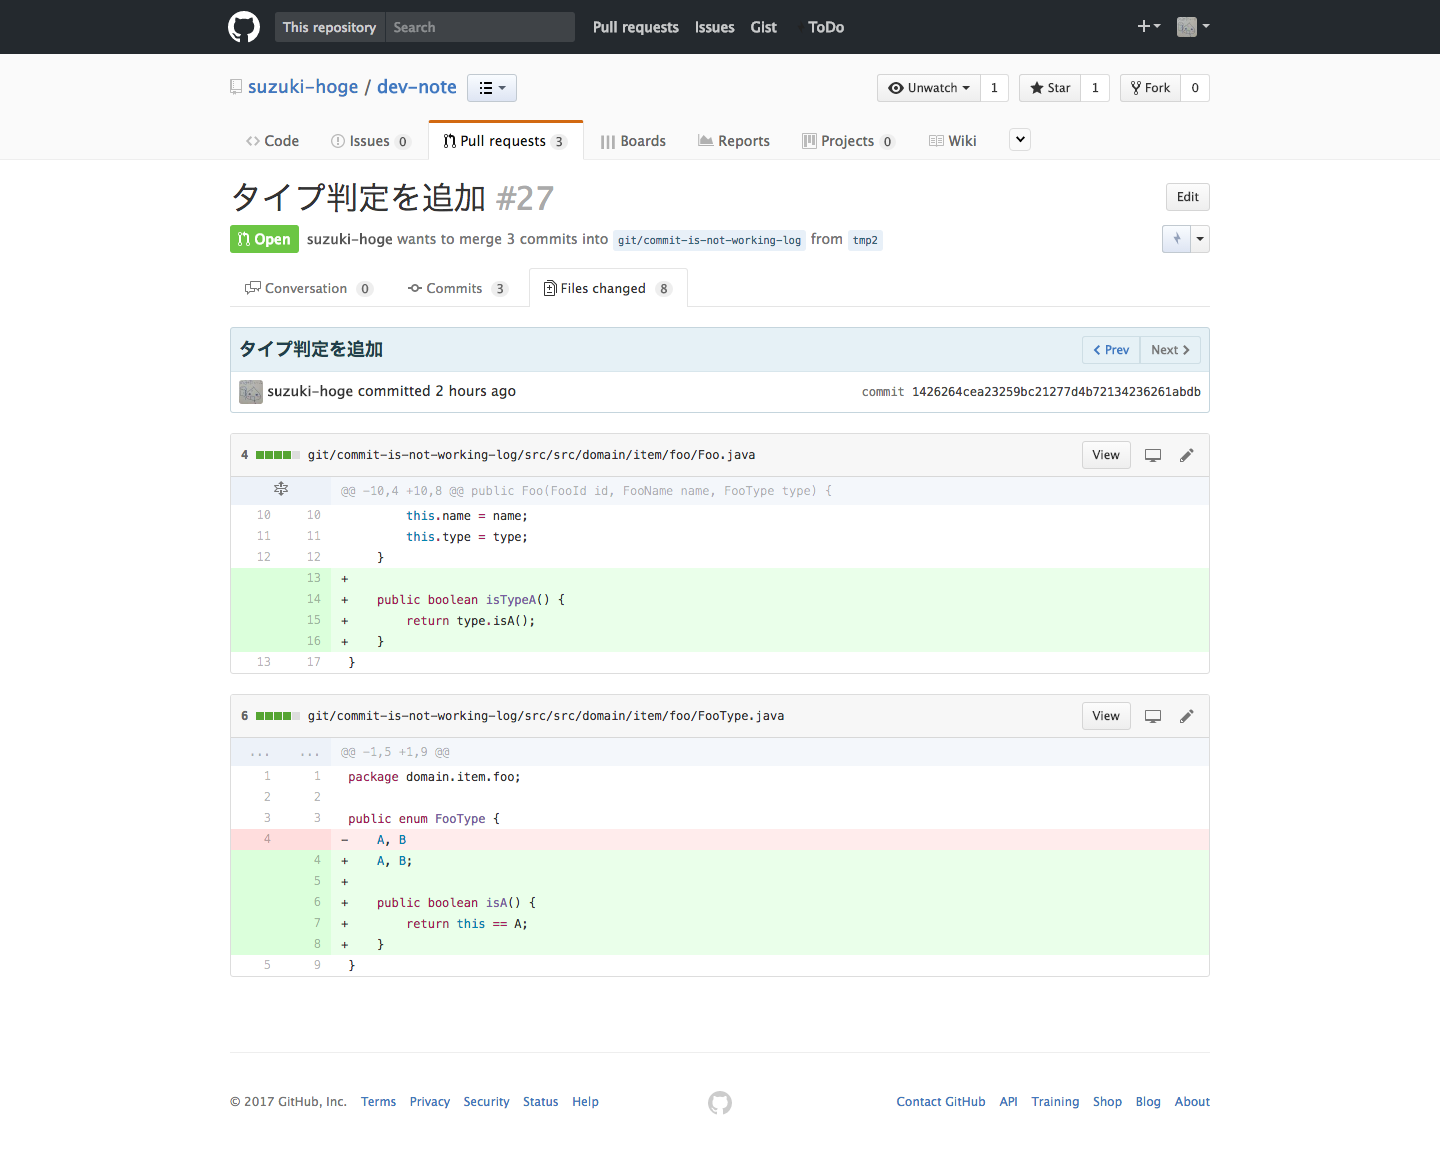 This repository Search Pull requests Issues Gist ToDo
suzuki-hoge / dev-note Unwatch 1 Star 1 Fork 0
Code Issues 0 Pull requests 3 Boards Reports Projects 0 Wiki
タイプ判定を追加 #27 Edit
Open suzuki-hoge wants to merge 3 commits into git/commit-is-not-working-log from tmp2
Conversation 0 Commits 3 Files changed 8
タイプ判定を追加 Prev Next
suzuki-hoge committed 2 hours ago commit 1426264cea23259bc21277d4b72134236261abdb
4 git/commit-is-not-working-log/src/src/domain/item/foo/Foo.java View
@@ -10,4 +10,8 @@ public Foo(FooId id, FooName name, FooType type) {
10 10 this.name = name;
11 11 this.type = type;
12 12 }
13 +
14 + public boolean isTypeA() {
15 + return type.isA();
16 + }
13 17 }
6 git/commit-is-not-working-log/src/src/domain/item/foo/FooType.java View
... ... @@ -1,5 +1,9 @@
1 1 package domain.item.foo;
2 2
3 3 public enum FooType {
4 - A, B
4 + A, B;
5 +
6 + public boolean isA() {
7 + return this == A;
8 + }
5 9 }
© 2017 GitHub, Inc. Terms Privacy Security Status Help Contact GitHub API Training Shop Blog About